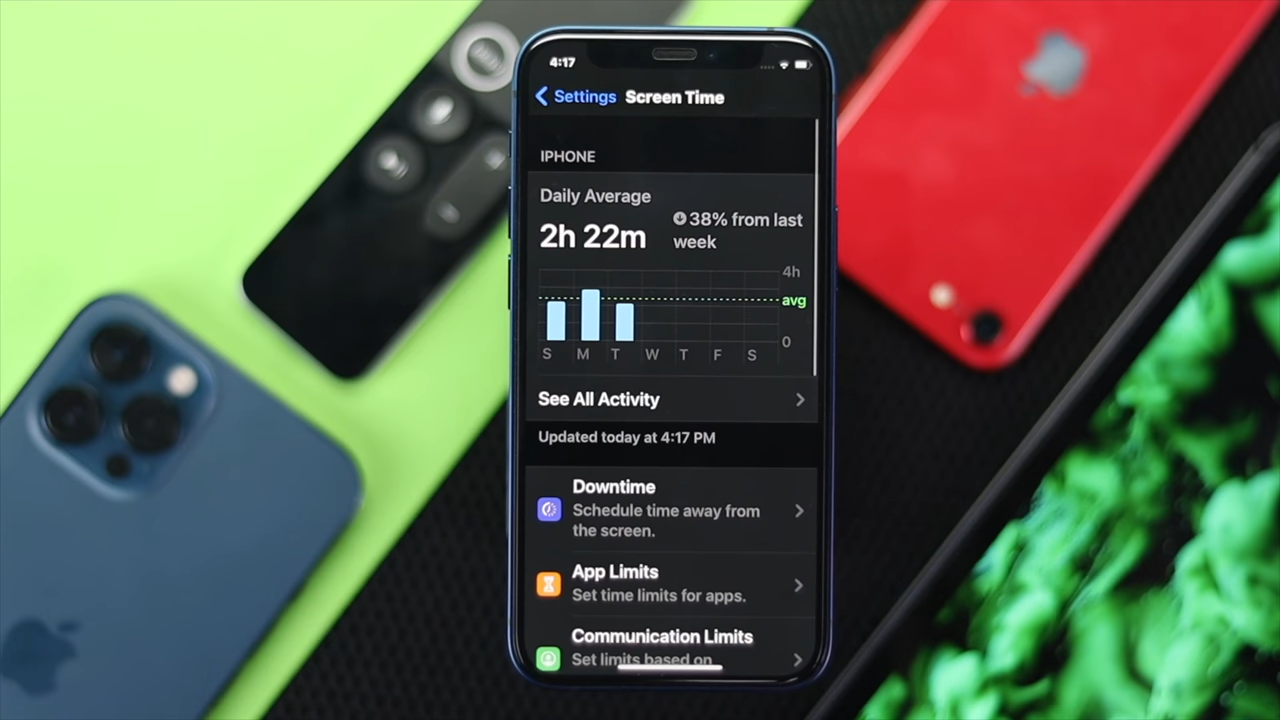 4:17
Settings Screen Time
IPHONE
Daily Average
2h 22m
38% from last
week
4h
avg
0
S M T W T F S
See All Activity
Updated today at 4:17 PM
Downtime
Schedule time away from
the screen.
App Limits
Set time limits for apps.
Communication Limits
Set limits based on